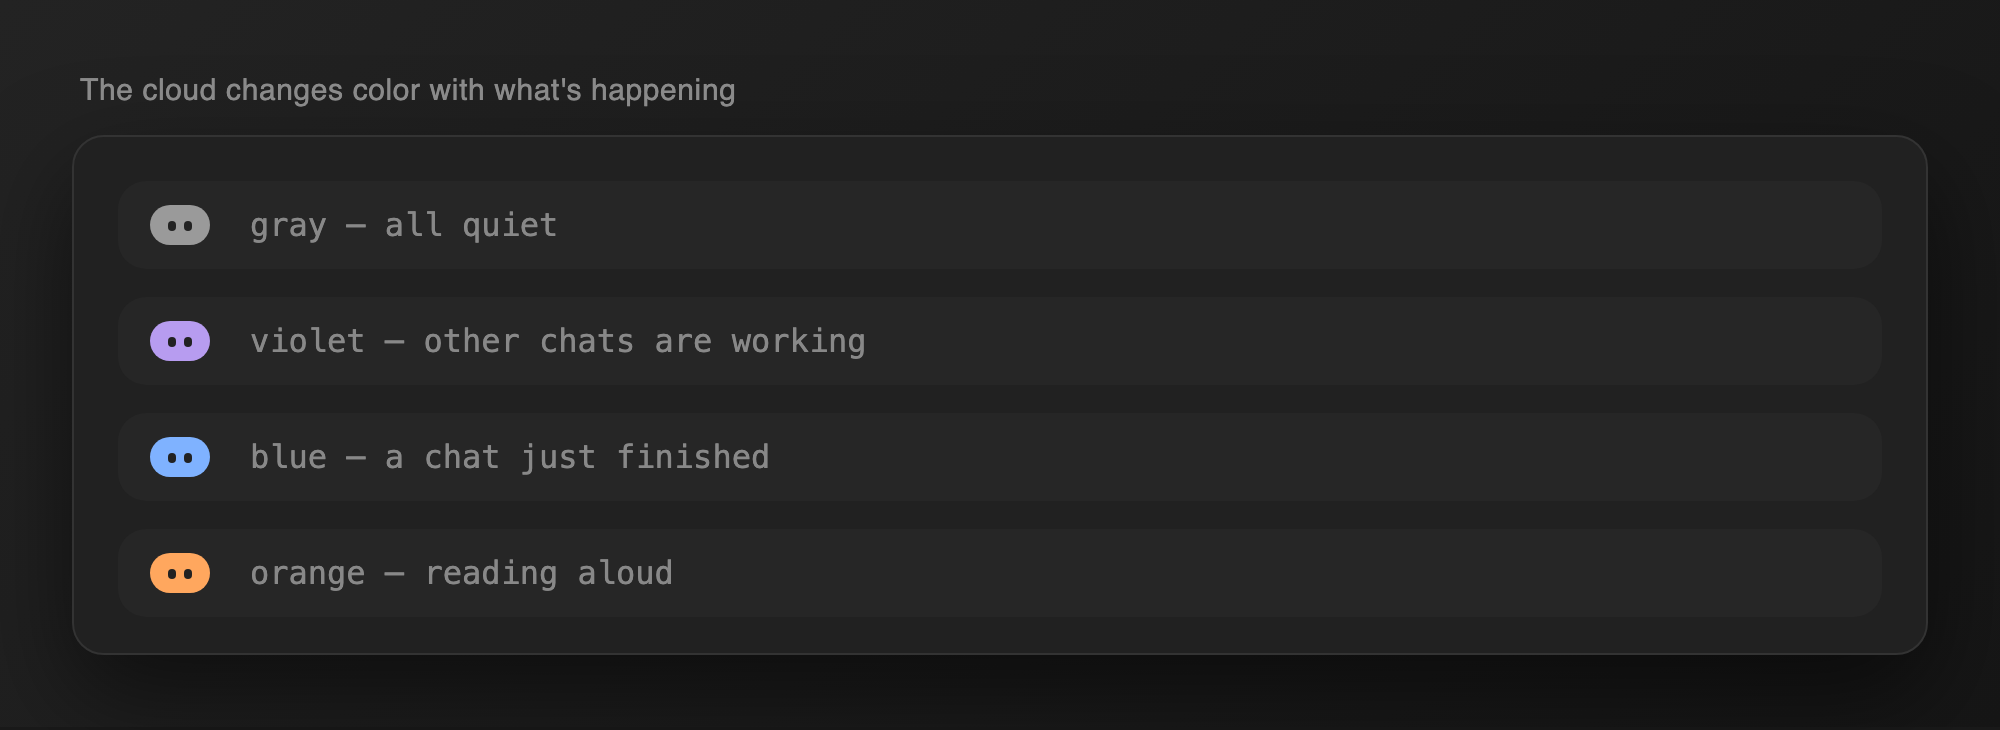 The cloud changes color with what's happening
gray — all quiet
violet — other chats are working
blue — a chat just finished
orange — reading aloud